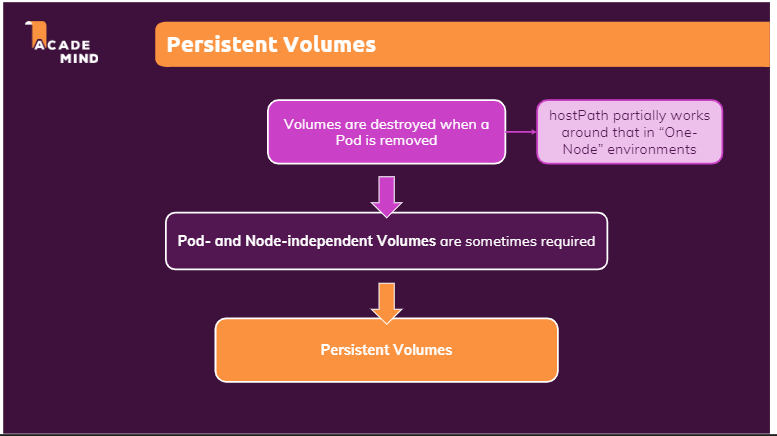 ACADE
MIND
Persistent Volumes
Volumes are destroyed when a
Pod is removed
hostPath partially works
around that in “One-
Node” environments
Pod- and Node-independent Volumes are sometimes required
Persistent Volumes